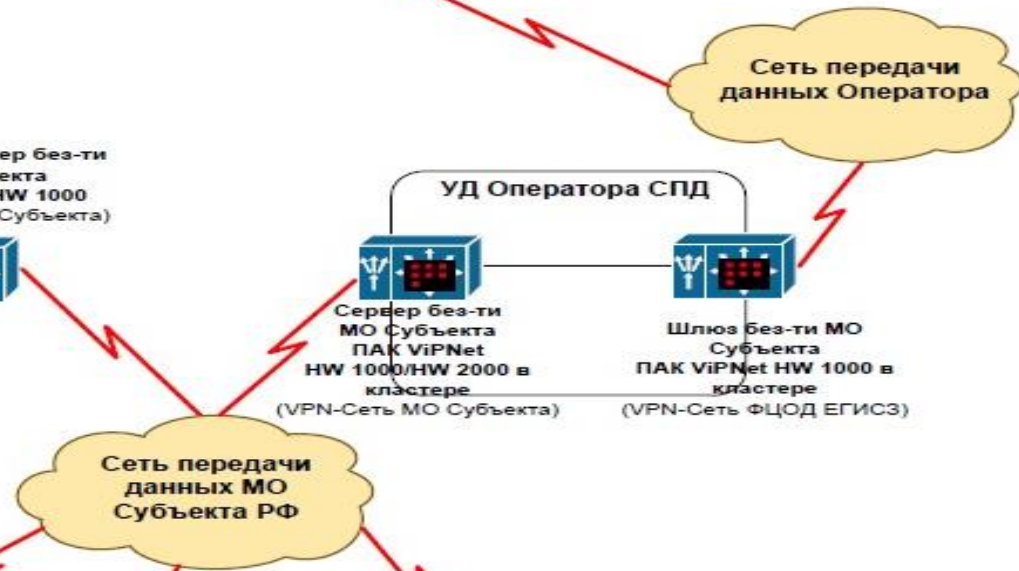 Сеть передачи
данных Оператора
без-ти
HW 1000
Субъекта)
УД Оператора СПД
Сервер без-ти
МО Субъекта
ПАК ViPNet
HW 1000/HW 2000 в
кластере
(VPN-Сеть МО Субъекта)
Шлюз без-ти МО
Субъекта
ПАК ViPNet HW 1000 в
кластере
(VPN-Сеть ФЦОД ЕГИСЗ)
Сеть передачи
данных МО
Субъекта РФ